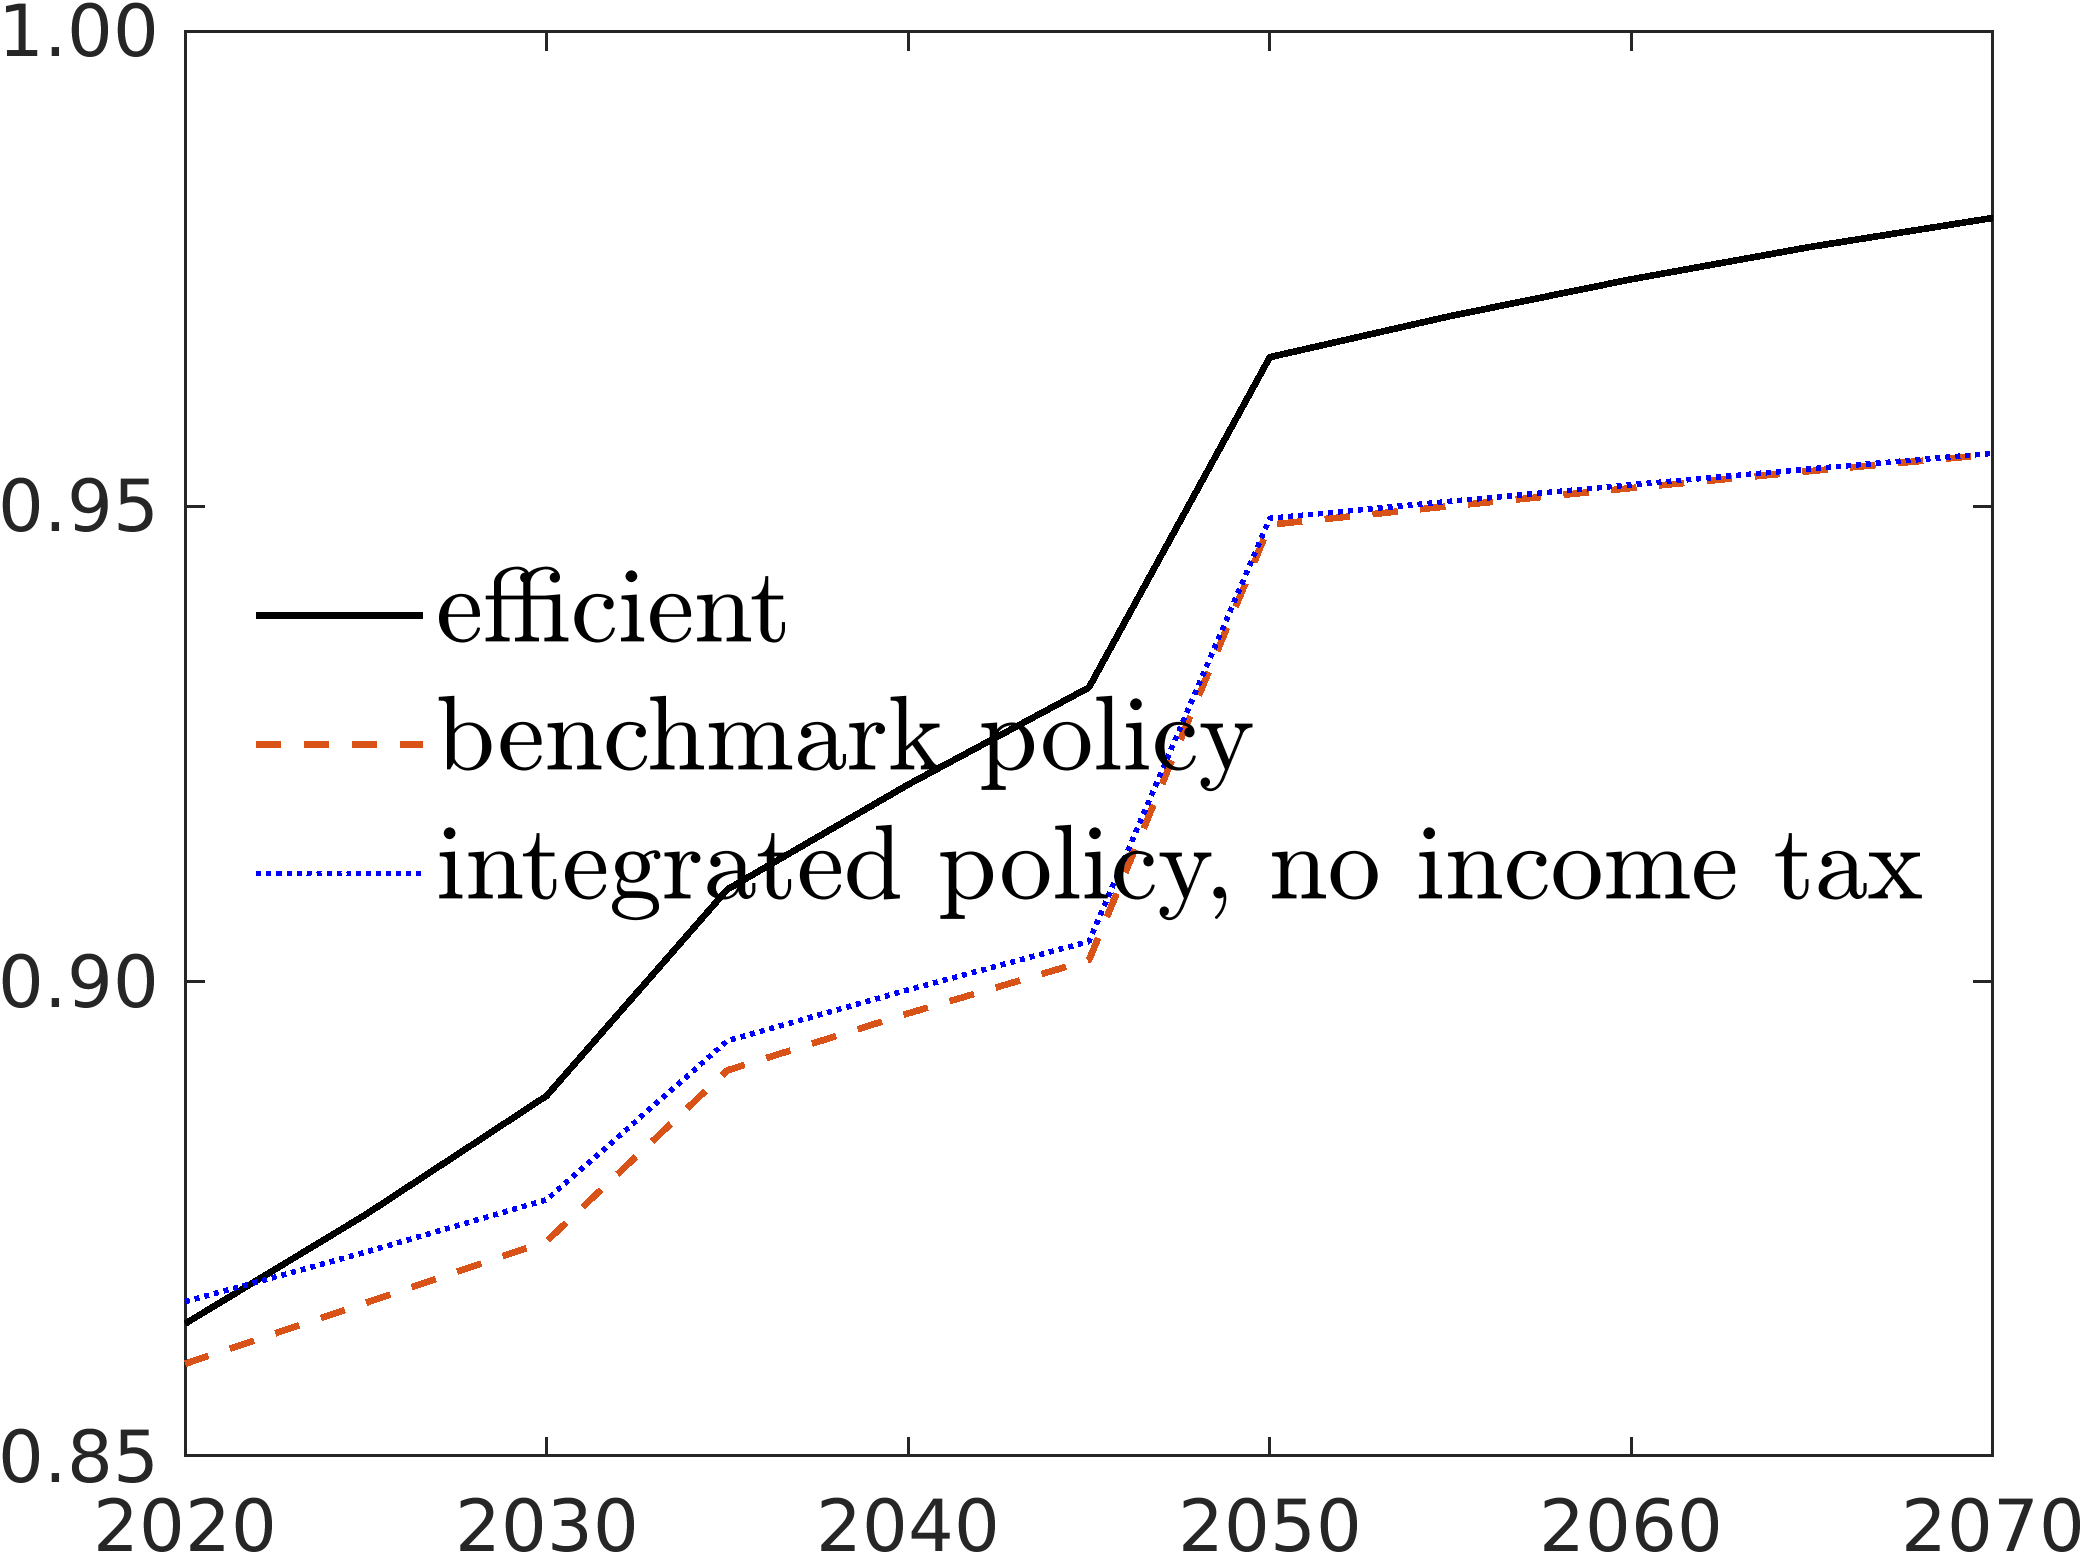 1.00
0.95
efficient
benchmark policy
integrated policy, no income tax
0.90
0.85
2020 2030 2040 2050 2060 2070